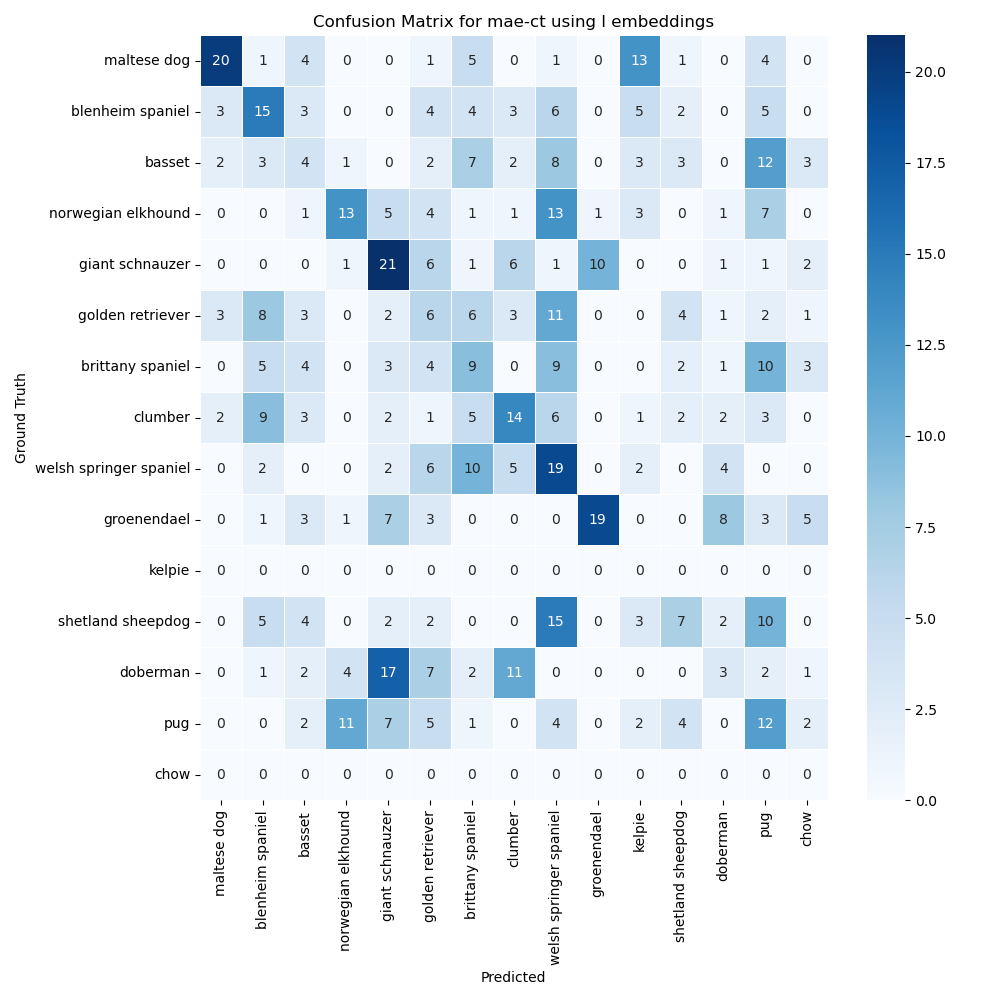 Confusion Matrix for mae-ct using l embeddings
maltese dog 20 1 4 0 0 1 5 0 1 0 13 1 0 4 0
blenheim spaniel 3 15 3 0 0 4 4 3 6 0 5 2 0 5 0
basset 2 3 4 1 0 2 7 2 8 0 3 3 0 12 3
norwegian elkhound 0 0 1 13 5 4 1 1 13 1 3 0 1 7 0
giant schnauzer 0 0 0 1 21 6 1 6 1 10 0 0 1 1 2
golden retriever 3 8 3 0 2 6 6 3 11 0 0 4 1 2 1
brittany spaniel 0 5 4 0 3 4 9 0 9 0 0 2 1 10 3
clumber 2 9 3 0 2 1 5 14 6 0 1 2 2 3 0
welsh springer spaniel 0 2 0 0 2 6 10 5 19 0 2 0 4 0 0
groenendael 0 1 3 1 7 3 0 0 0 19 0 0 8 3 5
kelpie 0 0 0 0 0 0 0 0 0 0 0 0 0 0 0
shetland sheepdog 0 5 4 0 2 2 0 0 15 0 3 7 2 10 0
doberman 0 1 2 4 17 7 2 11 0 0 0 0 3 2 1
pug 0 0 2 11 7 5 1 0 4 0 2 4 0 12 2
chow 0 0 0 0 0 0 0 0 0 0 0 0 0 0 0
Ground Truth
maltese dog
blenheim spaniel
basset
norwegian elkhound
giant schnauzer
golden retriever
brittany spaniel
clumber
welsh springer spaniel
groenendael
kelpie
shetland sheepdog
doberman
pug
chow
Predicted
20.0
17.5
15.0
12.5
10.0
7.5
5.0
2.5
0.0